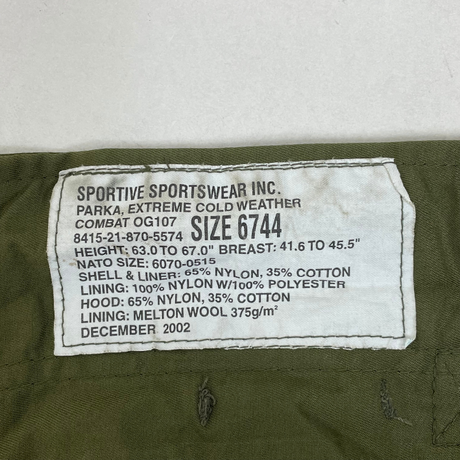 SPORTIVE SPORTSWEAR INC.
PARKA, EXTREME COLD WEATHER
COMBAT OG107 SIZE 6744
8415-21-870-5574
HEIGHT: 63.0 TO 67.0" BREAST: 41.6 TO 45.5"
NATO SIZE: 6070-0515
SHELL & LINER: 65% NYLON, 35% COTTON
LINING: 100% NYLON W/100% POLYESTER
HOOD: 65% NYLON, 35% COTTON
LINING: MELTON WOOL 375g/m²
DECEMBER 2002